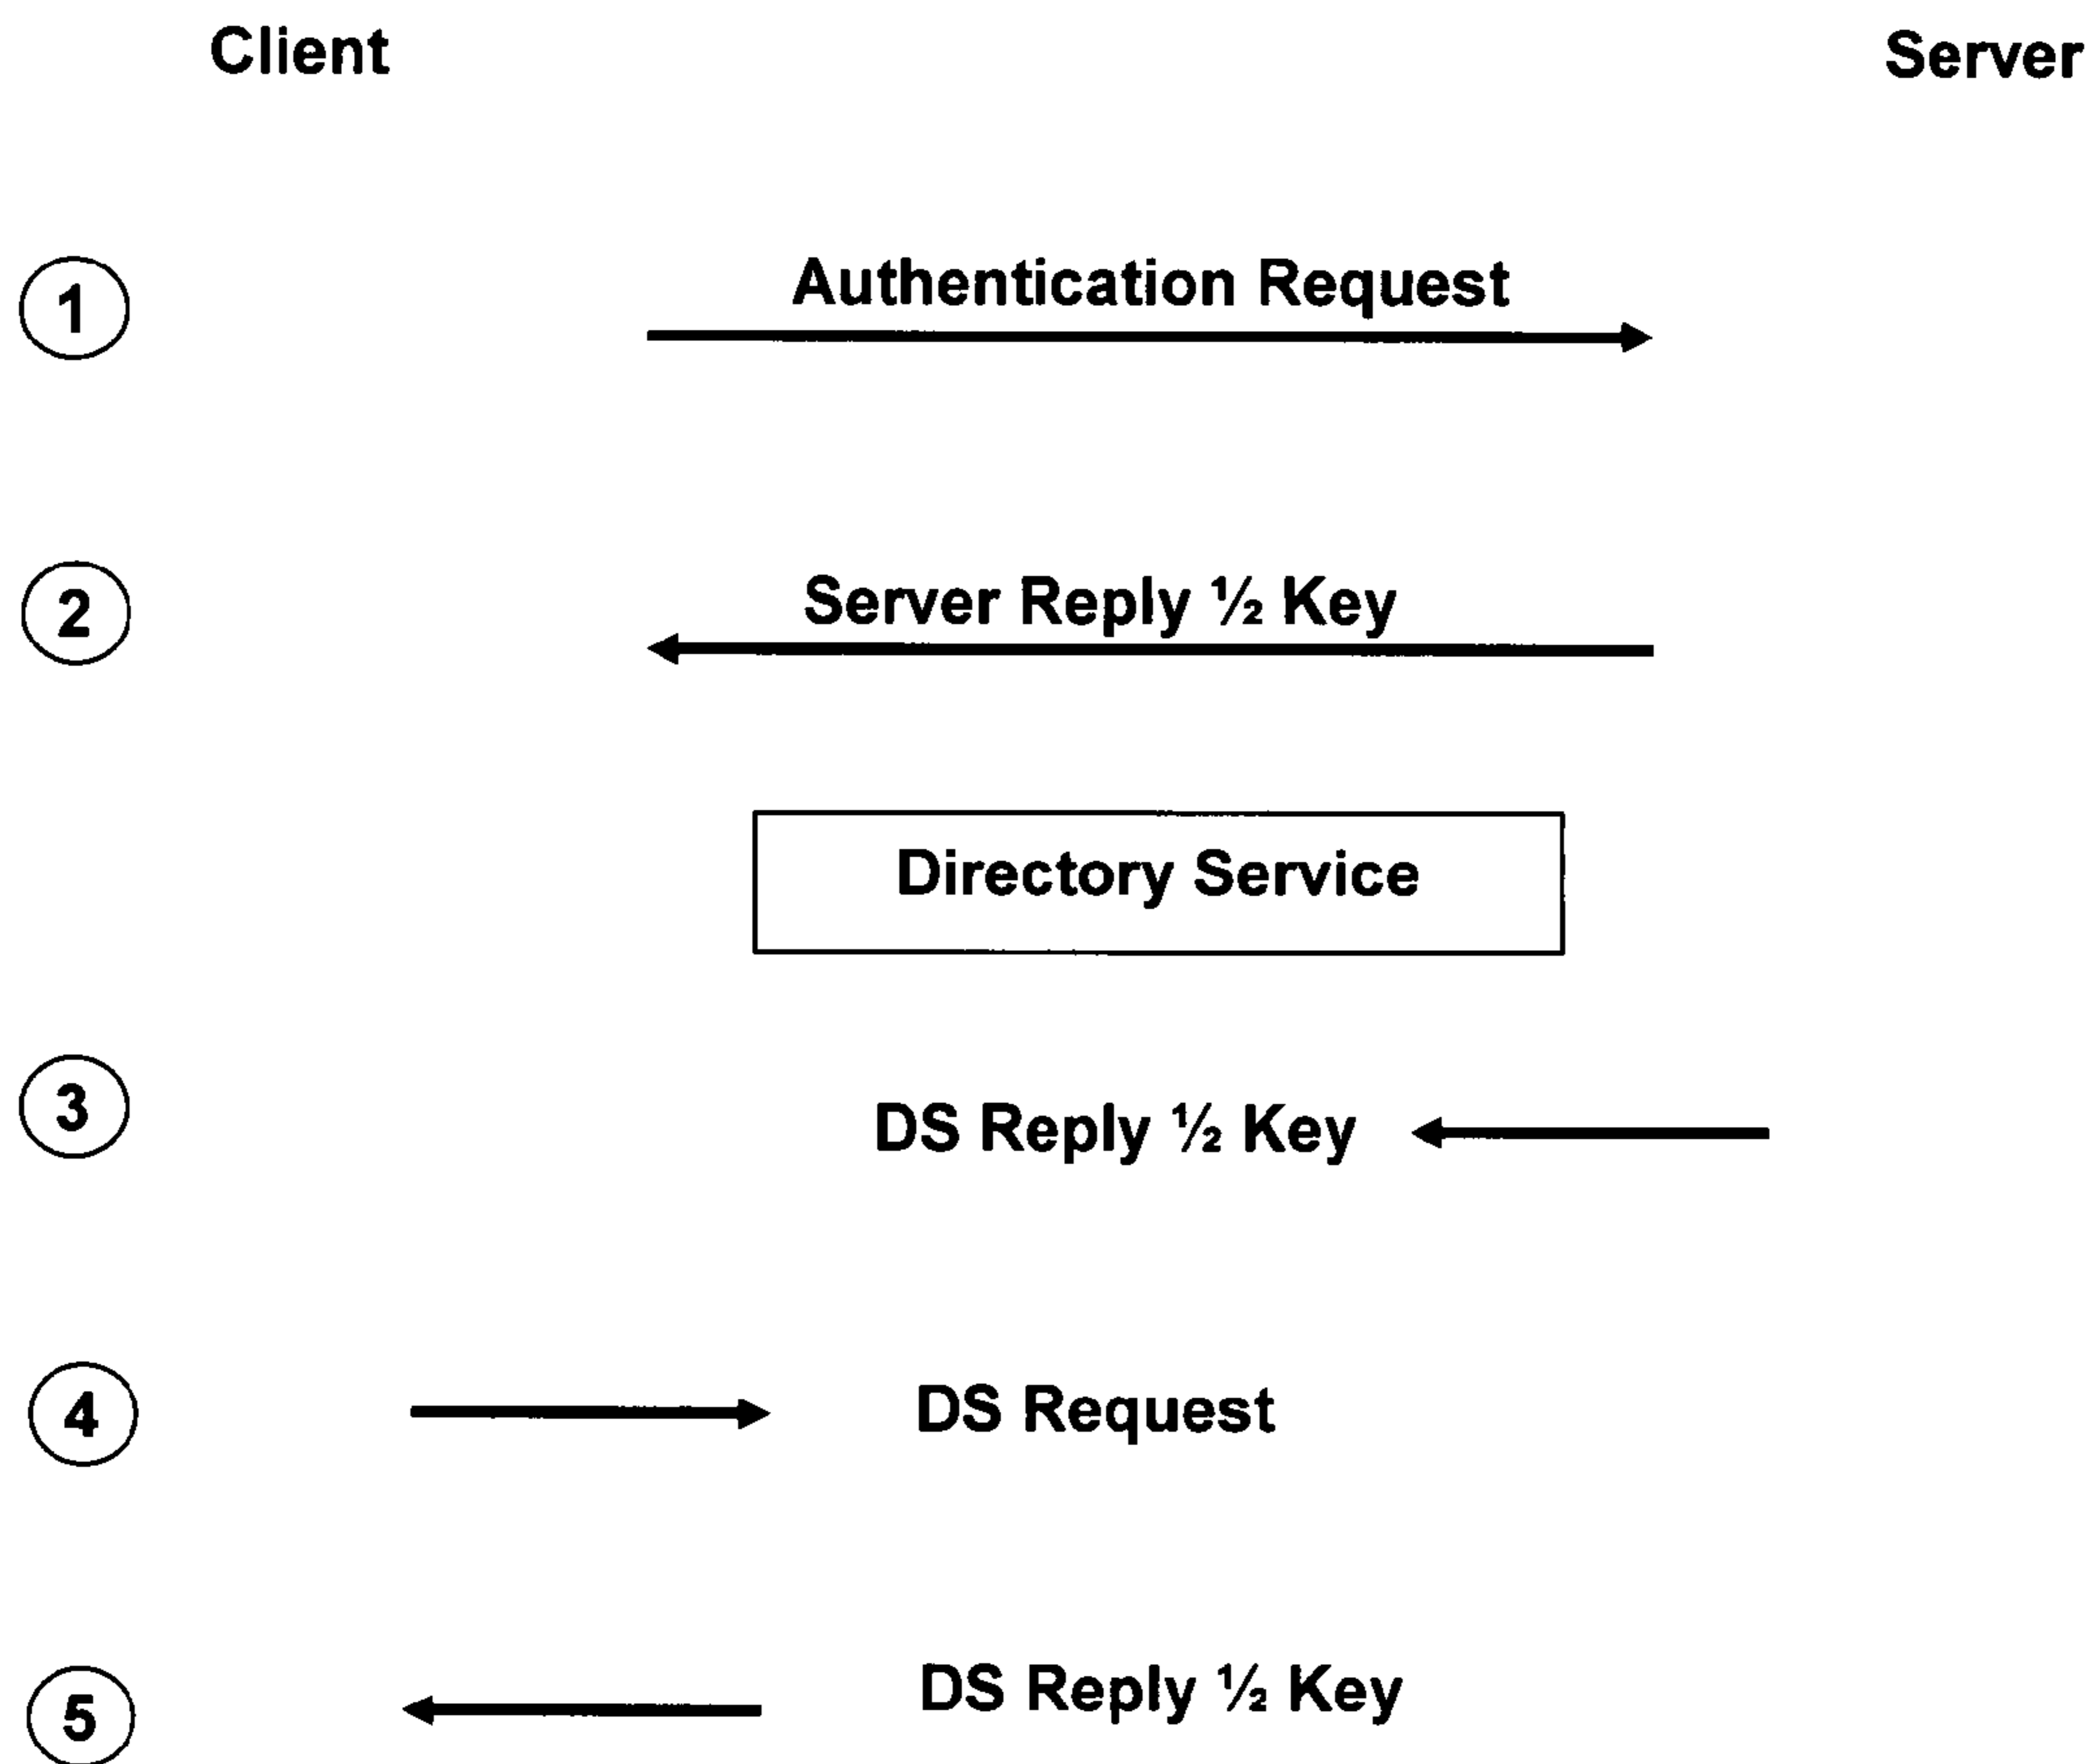 Client Server
1 Authentication Request
2 Server Reply ½ Key
Directory Service
3 DS Reply ½ Key
4 DS Request
5 DS Reply ½ Key